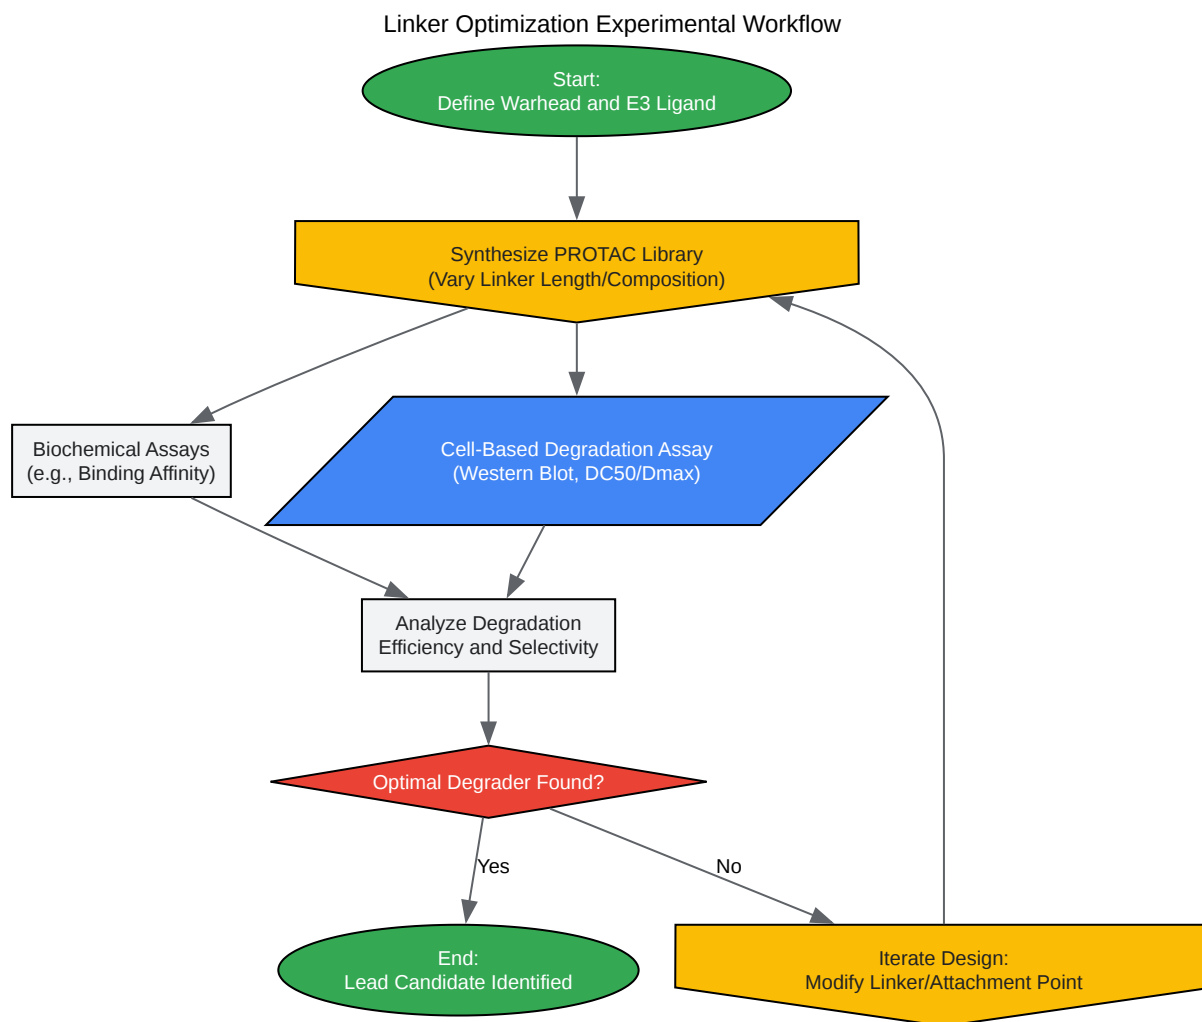 Linker Optimization Experimental Workflow
Start:
Define Warhead and E3 Ligand
Synthesize PROTAC Library
(Vary Linker Length/Composition)
Biochemical Assays
(e.g., Binding Affinity)
Cell-Based Degradation Assay
(Western Blot, DC50/Dmax)
Analyze Degradation
Efficiency and Selectivity
Optimal Degrader Found?
Yes
No
End:
Lead Candidate Identified
Iterate Design:
Modify Linker/Attachment Point